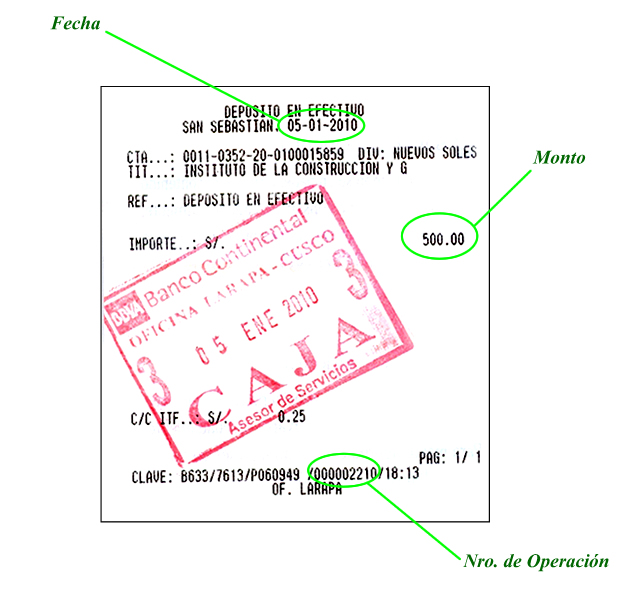 Fecha
DEPOSITO EN EFECTIVO
SAN SEBASTIAN. 05-01-2010
CTA...: 0011-0352-20-0100015859 DIV: NUEVOS SOLES
TIT...: INSTITUTO DE LA CONSTRUCCION Y G
Monto
REF...: DEPOSITO EN EFECTIVO
IMPORTE..: S/. 500.00
BBVA Banco Continental
OFICINA LARAPA - CUSCO
3 05 ENE 2010 3
CAJA
Asesor de Servicios
C/C ITF..: S/. 0.25
PAG: 1/ 1
CLAVE: B633/7613/P060949 /000002210/18:13
OF. LARAPA
Nro. de Operación